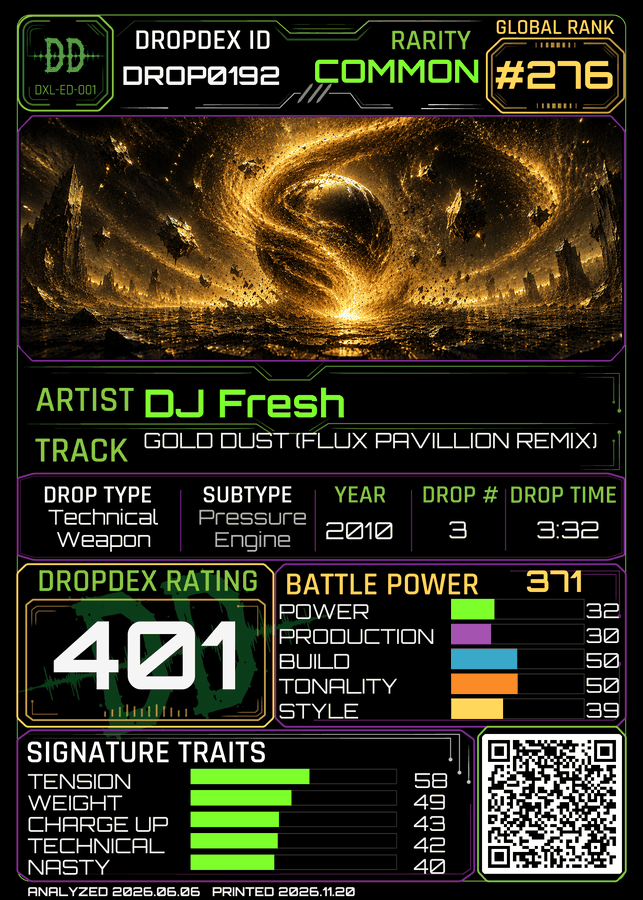 DROPDEX ID
RARITY
GLOBAL RANK
DD
DXL-ED-001
DROP0192
COMMON
#276
ARTIST DJ Fresh
TRACK GOLD DUST (FLUX PAVILLION REMIX)
DROP TYPE SUBTYPE YEAR DROP # DROP TIME
Technical Weapon
Pressure Engine
2010
3
3:32
DROPDEX RATING
401
BATTLE POWER 371
POWER 32
PRODUCTION 30
BUILD 50
TONALITY 50
STYLE 39
SIGNATURE TRAITS
TENSION 58
WEIGHT 49
CHARGE UP 43
TECHNICAL 42
NASTY 40
ANALYZED 2026.06.06 PRINTED 2026.11.20